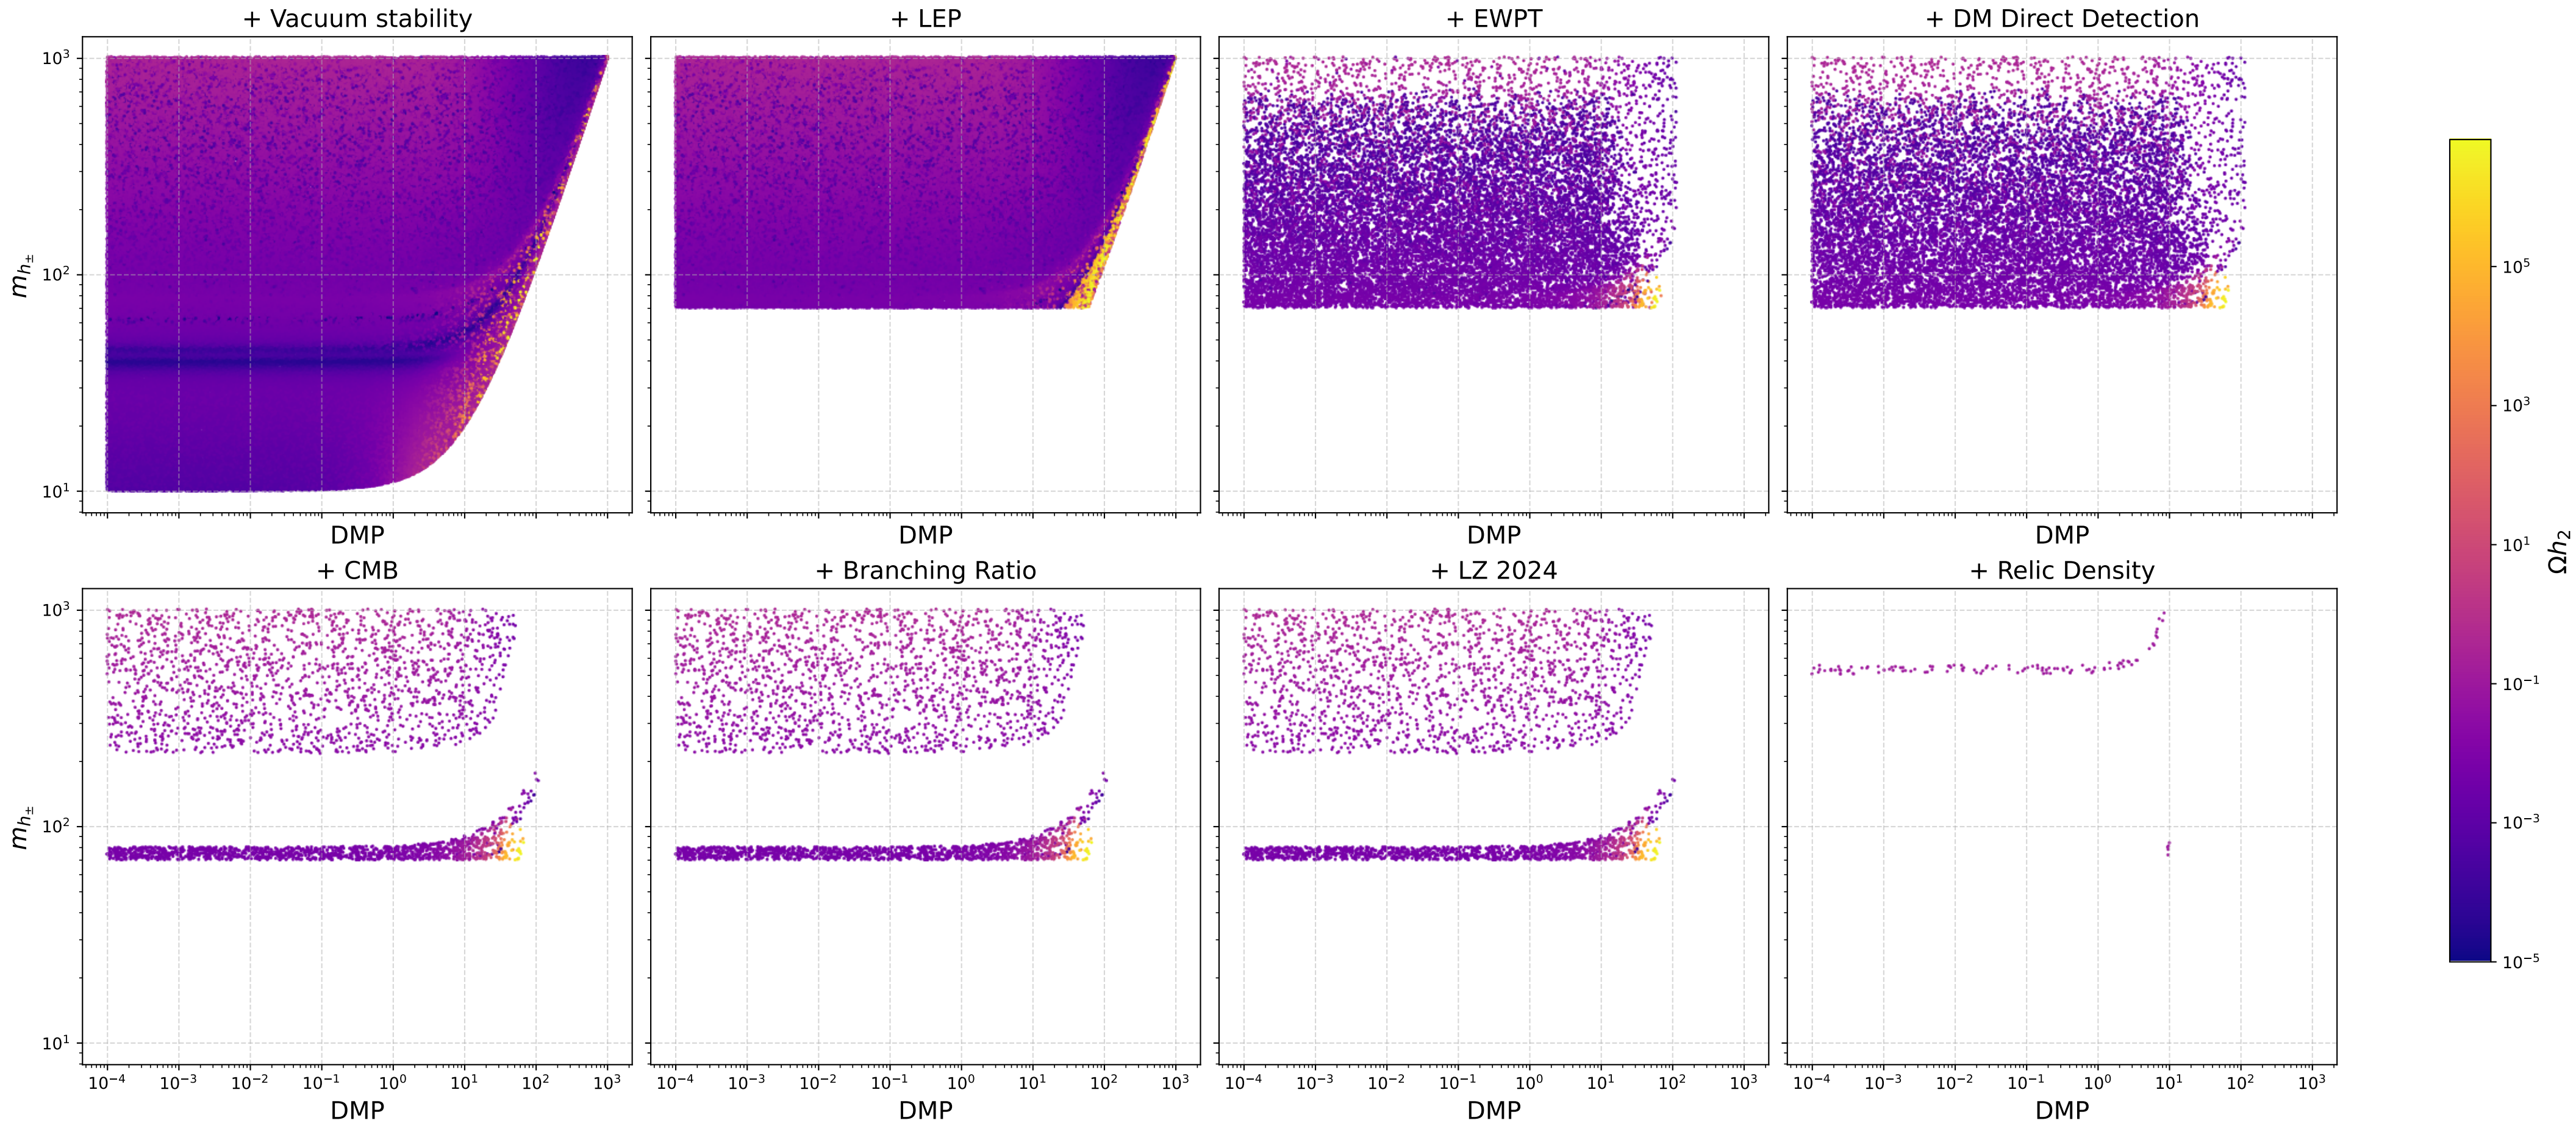 + Vacuum stability
+ LEP
+ EWPT
+ DM Direct Detection
10³
10²
10¹
m_{h_±}
DMP
DMP
DMP
DMP
+ CMB
+ Branching Ratio
+ LZ 2024
+ Relic Density
10³
10²
10¹
m_{h_±}
10⁻⁴ 10⁻³ 10⁻² 10⁻¹ 10⁰ 10¹ 10² 10³
10⁻⁴ 10⁻³ 10⁻² 10⁻¹ 10⁰ 10¹ 10² 10³
10⁻⁴ 10⁻³ 10⁻² 10⁻¹ 10⁰ 10¹ 10² 10³
10⁻⁴ 10⁻³ 10⁻² 10⁻¹ 10⁰ 10¹ 10² 10³
DMP
DMP
DMP
DMP
10⁵
10³
10¹
10⁻¹
10⁻³
10⁻⁵
Ωh₂